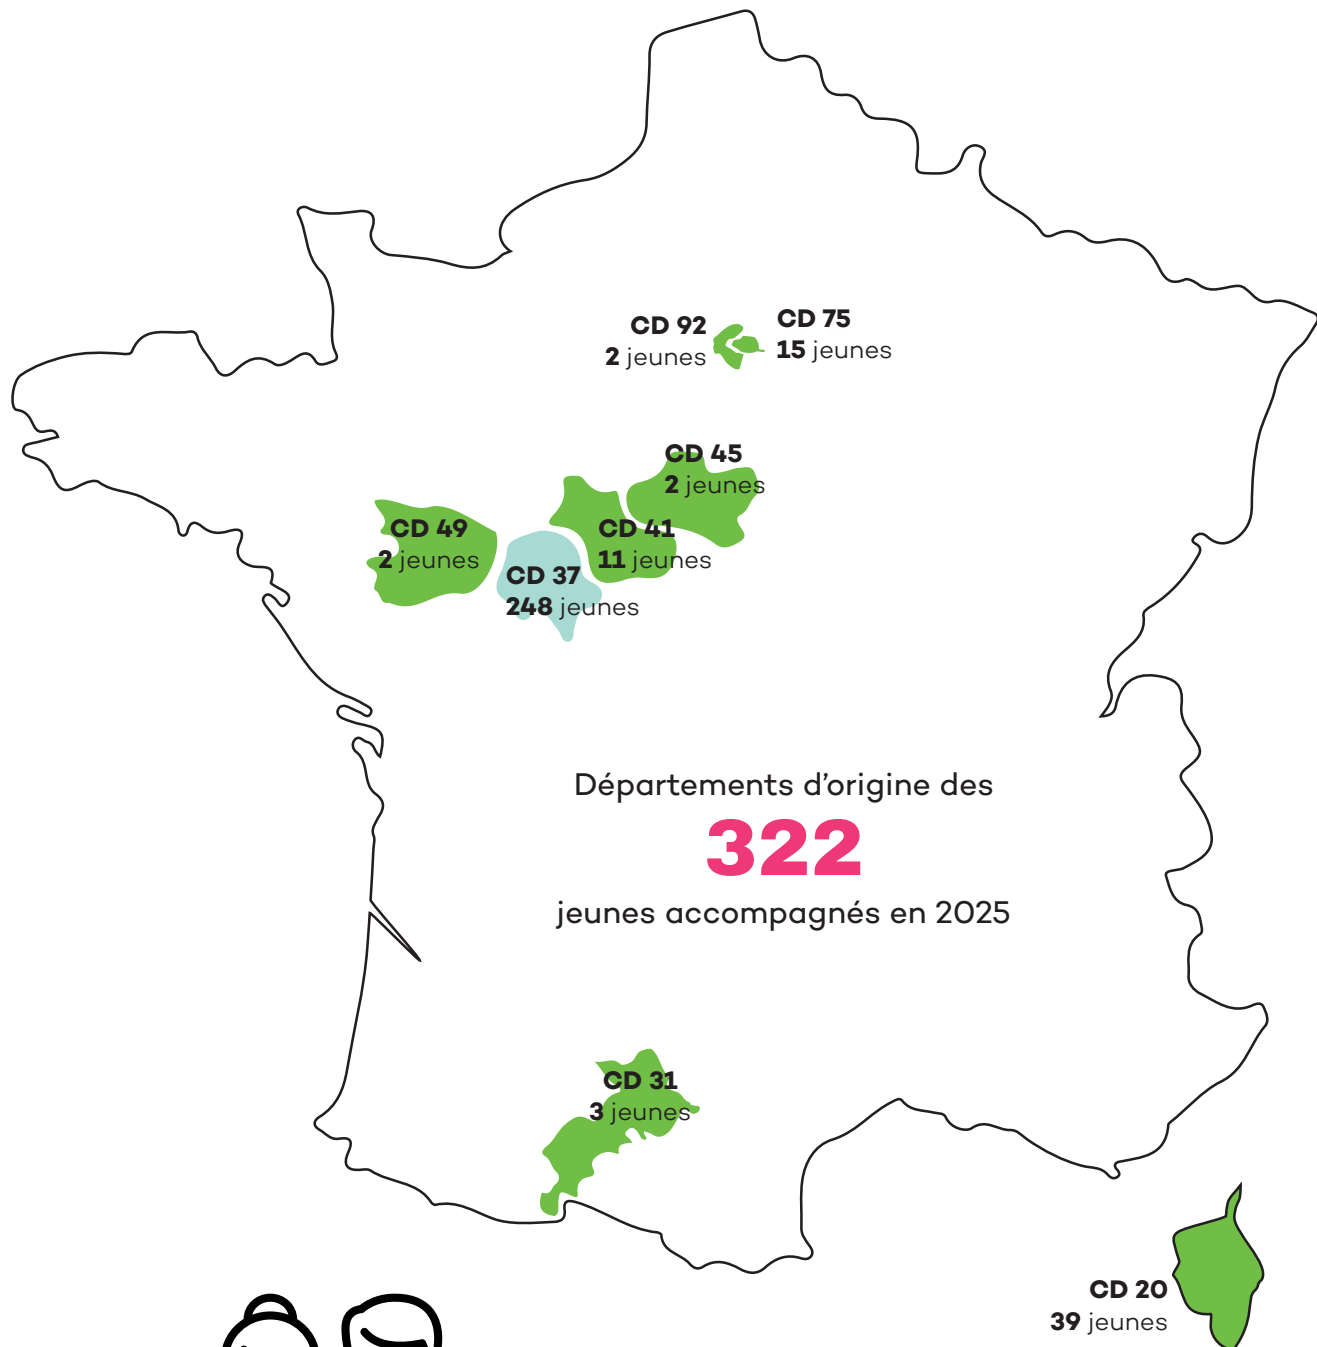 CD 92
2 jeunes
CD 75
15 jeunes
CD 45
2 jeunes
CD 49
2 jeunes
CD 41
11 jeunes
CD 37
248 jeunes
Départements d'origine des
322
jeunes accompagnés en 2025
CD 31
3 jeunes
CD 20
39 jeunes